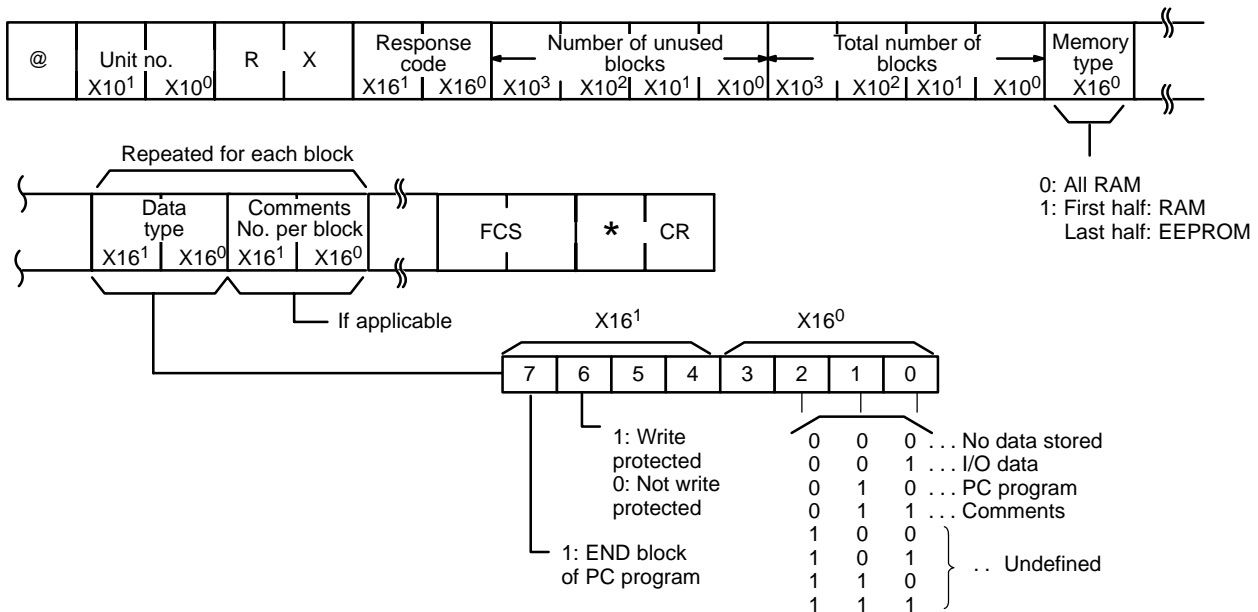 @ Unit no. R X Response code Number of unused blocks Total number of blocks Memory type
X10¹ X10⁰ X16¹ X16⁰ X10³ X10² X10¹ X10⁰ X10³ X10² X10¹ X10⁰ X16⁰
Repeated for each block
0: All RAM
1: First half: RAM
Last half: EEPROM
Data type Comments No. per block FCS * CR
X16¹ X16⁰ X16¹ X16⁰
If applicable
X16¹ X16⁰
7 6 5 4 3 2 1 0
1: Write
protected
0: Not write
protected
1: END block
of PC program
0 0 0 . . . No data stored
0 0 1 . . . I/O data
0 1 0 . . . PC program
0 1 1 . . . Comments
1 0 0
1 0 1
. . Undefined
1 1 0
1 1 1